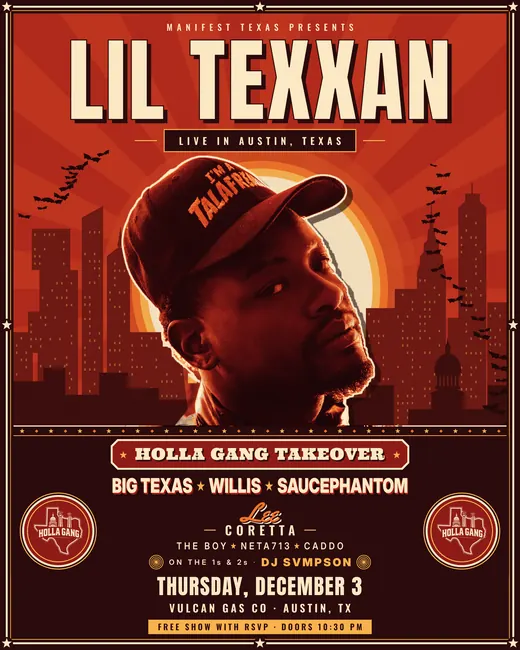 MANIFEST TEXAS PRESENTS
LIL TEXXAN
LIVE IN AUSTIN, TEXAS
I'M A
HOLLA GANG TAKEOVER
BIG TEXAS ★ WILLIS ★ SAUCEPHANTOM
Lee
CORETTA
THE BOY ★ NETA713 ★ CADDO
ON THE 1s & 2s · DJ SVMPSON
HOLLA GANG
HOLLA GANG
THURSDAY, DECEMBER 3
VULCAN GAS CO · AUSTIN, TX
FREE SHOW WITH RSVP · DOORS 10:30 PM